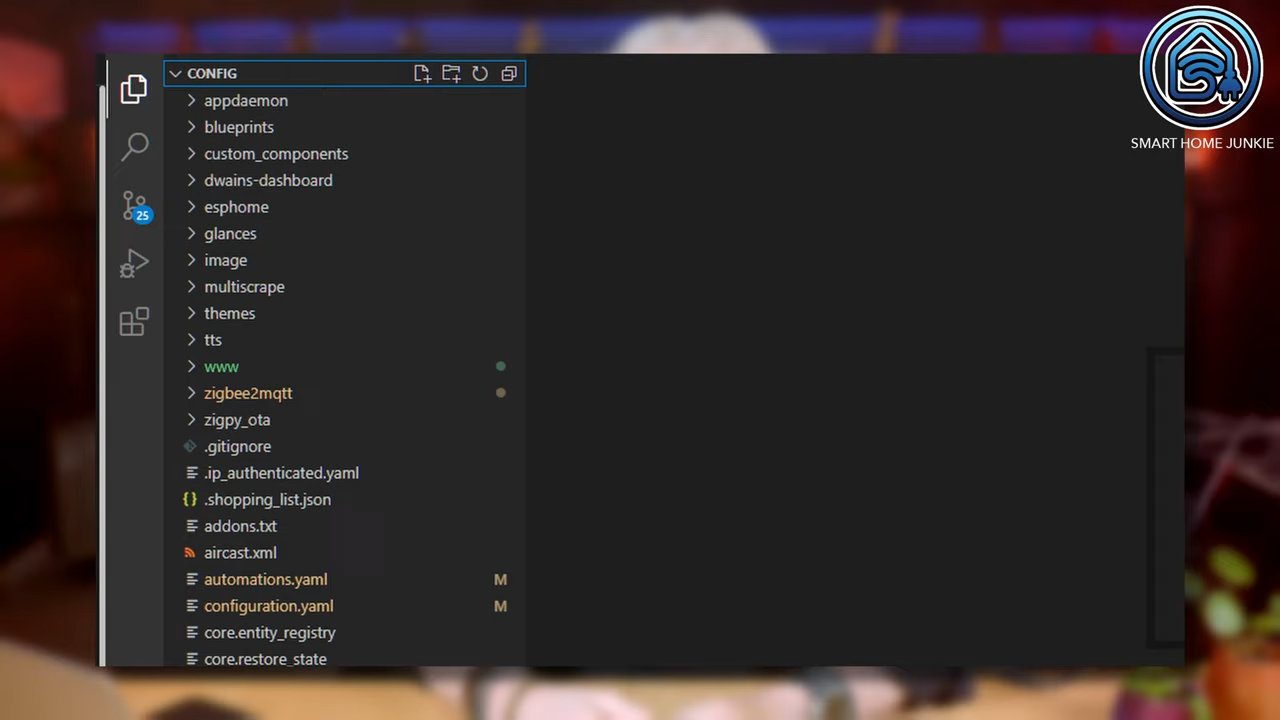 CONFIG
appdaemon
blueprints
custom_components
dwains-dashboard
esphome
25
glances
image
multiscrape
themes
tts
www
zigbee2mqtt
zigpy_ota
.gitignore
.ip_authenticated.yaml
{} .shopping_list.json
addons.txt
aircast.xml
automations.yaml M
configuration.yaml M
core.entity_registry
core.restore_state
SMART HOME JUNKIE